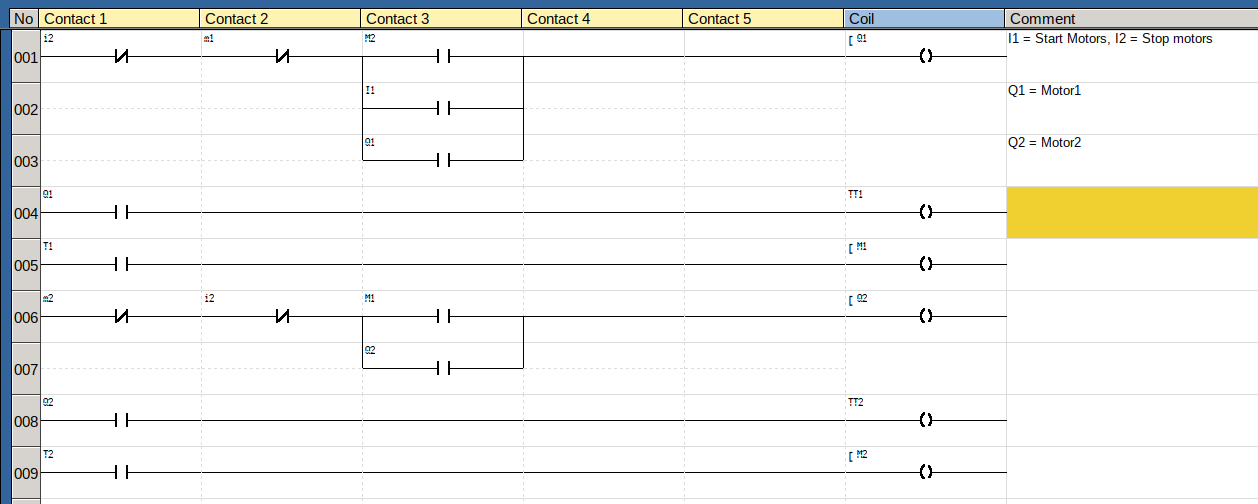 No Contact 1 Contact 2 Contact 3 Contact 4 Contact 5 Coil Comment
i2 m1 M2 [ Q1 I1 = Start Motors, I2 = Stop motors
001
I1 Q1 = Motor1
002
Q1 Q2 = Motor2
003
Q1 TT1
004
T1 [ M1
005
m2 i2 M1 [ Q2
006
Q2
007
Q2 TT2
008
T2 [ M2
009